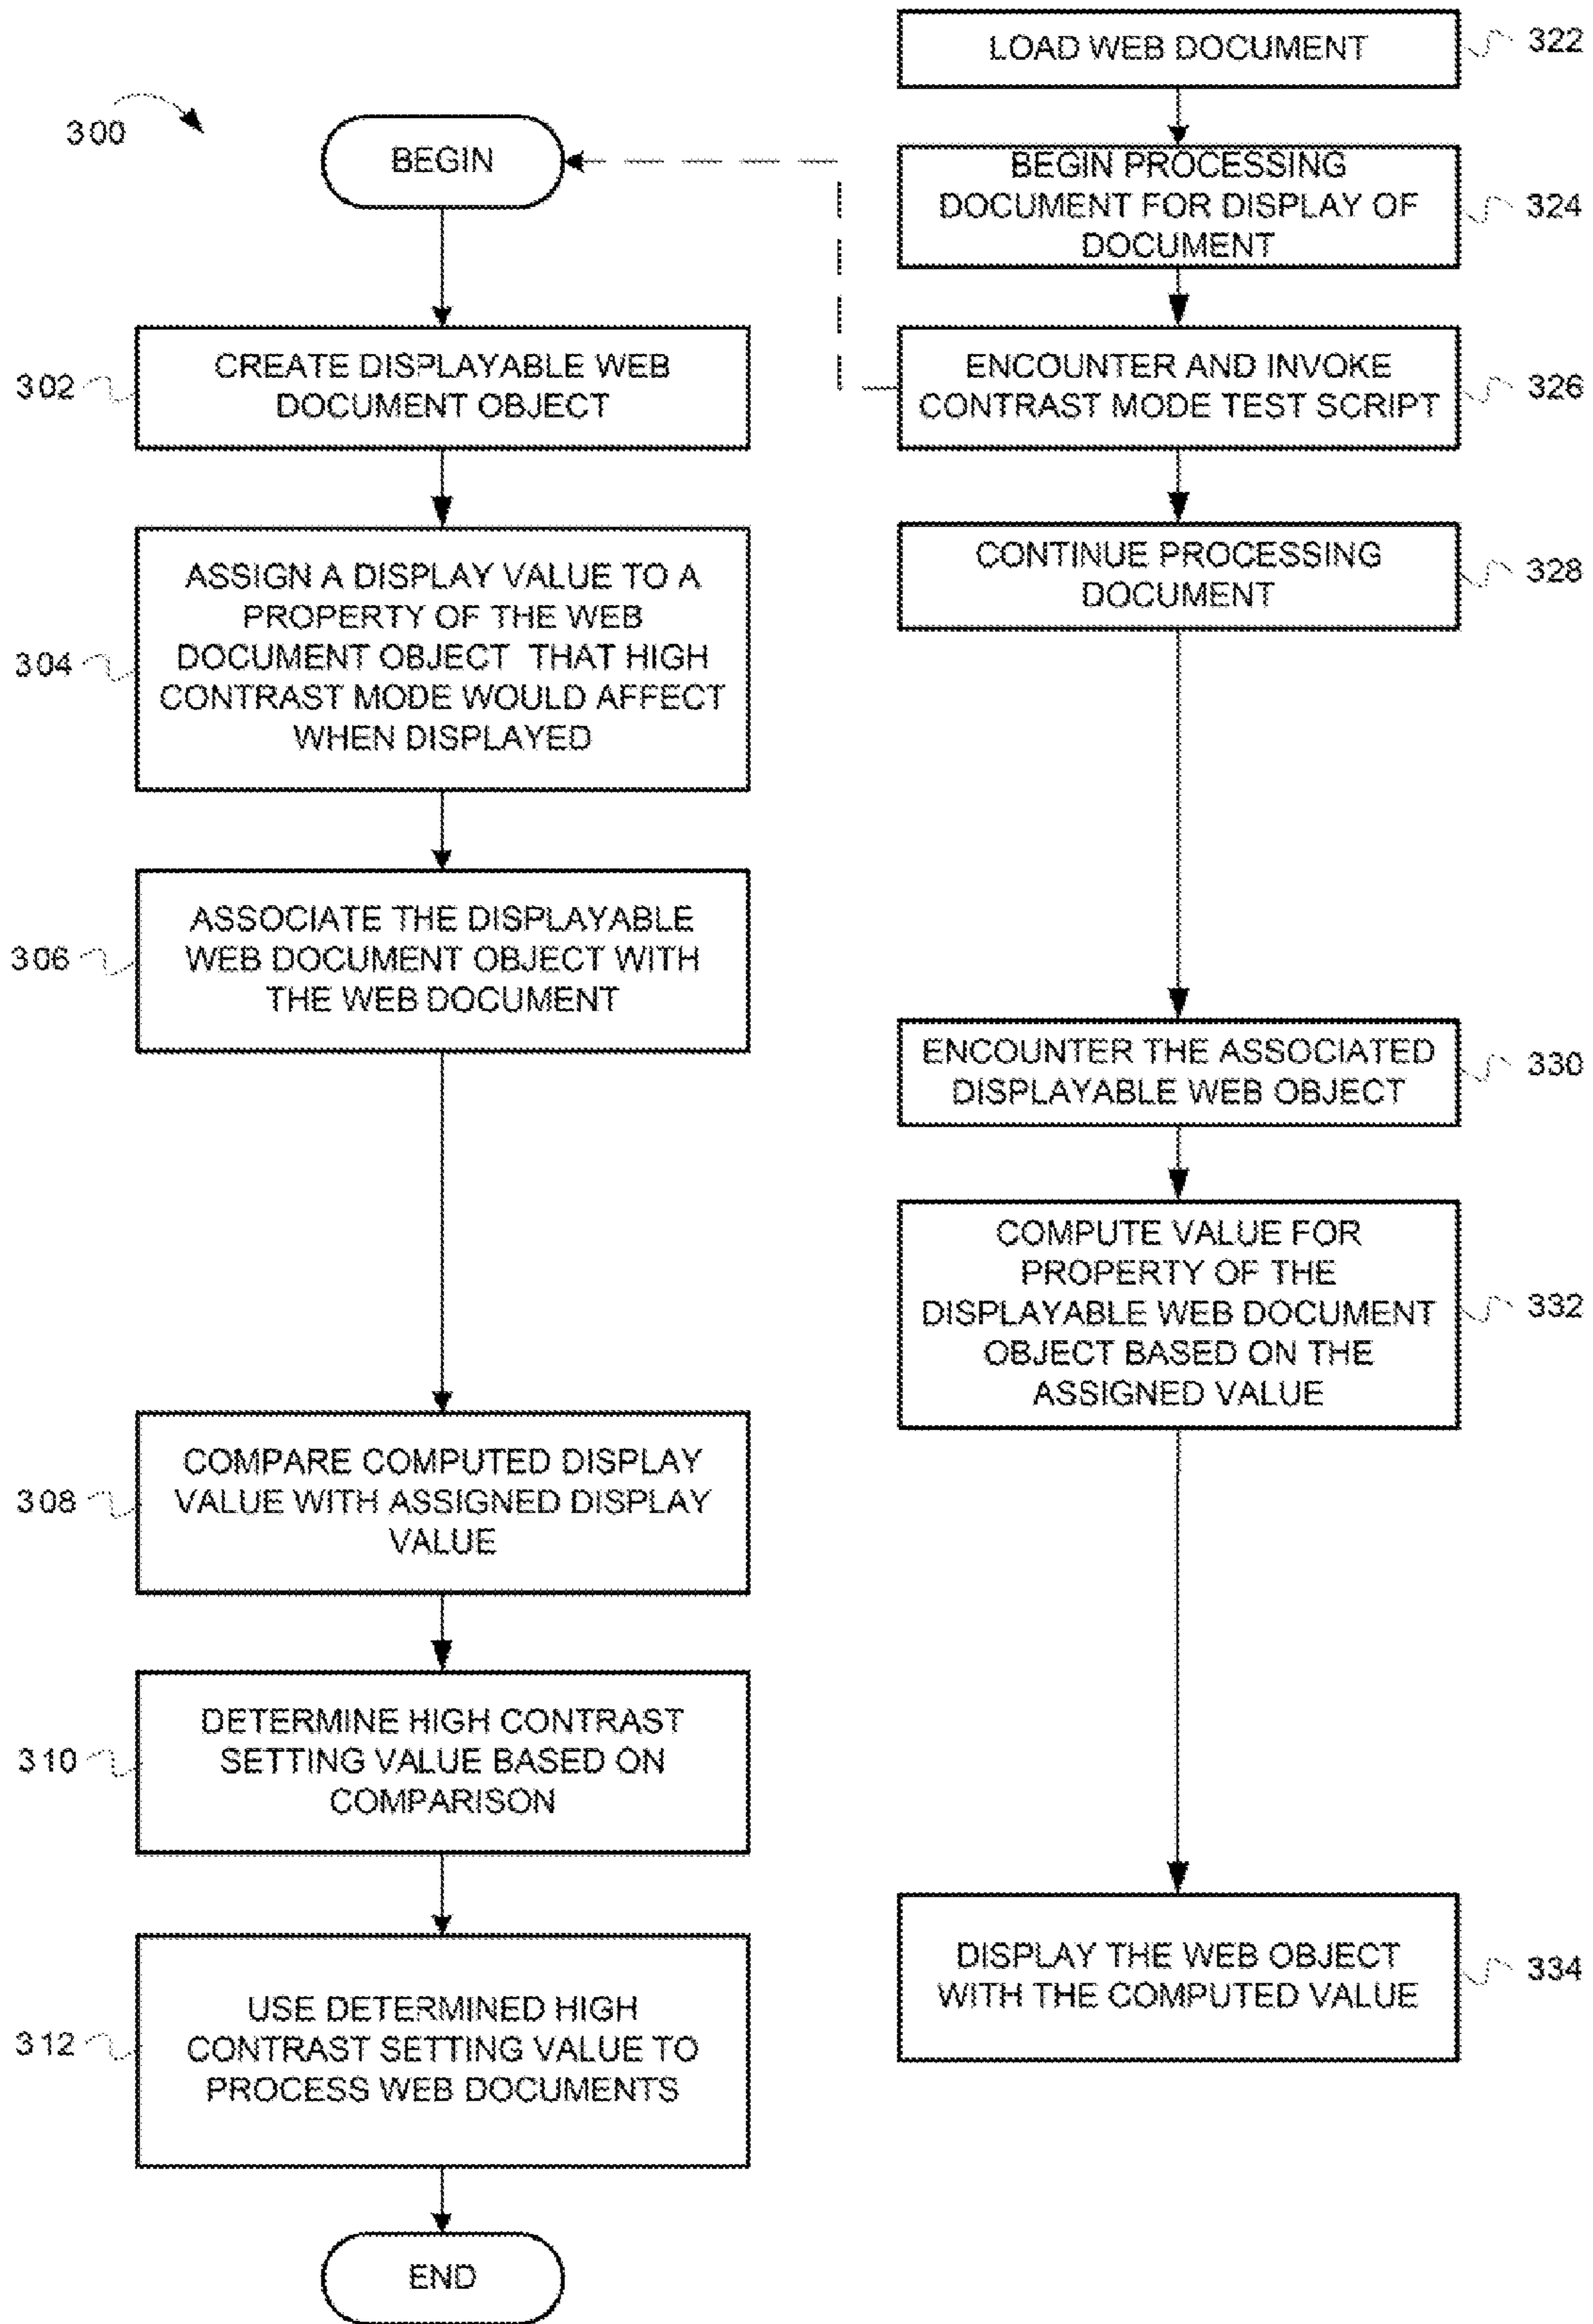 300
BEGIN
302
CREATE DISPLAYABLE WEB
DOCUMENT OBJECT
304
ASSIGN A DISPLAY VALUE TO A
PROPERTY OF THE WEB
DOCUMENT OBJECT THAT HIGH
CONTRAST MODE WOULD AFFECT
WHEN DISPLAYED
306
ASSOCIATE THE DISPLAYABLE
WEB DOCUMENT OBJECT WITH
THE WEB DOCUMENT
308
COMPARE COMPUTED DISPLAY
VALUE WITH ASSIGNED DISPLAY
VALUE
310
DETERMINE HIGH CONTRAST
SETTING VALUE BASED ON
COMPARISON
312
USE DETERMINED HIGH
CONTRAST SETTING VALUE TO
PROCESS WEB DOCUMENTS
END
LOAD WEB DOCUMENT
322
BEGIN PROCESSING
DOCUMENT FOR DISPLAY OF
DOCUMENT
324
ENCOUNTER AND INVOKE
CONTRAST MODE TEST SCRIPT
326
CONTINUE PROCESSING
DOCUMENT
328
ENCOUNTER THE ASSOCIATED
DISPLAYABLE WEB OBJECT
330
COMPUTE VALUE FOR
PROPERTY OF THE
DISPLAYABLE WEB DOCUMENT
OBJECT BASED ON THE
ASSIGNED VALUE
332
DISPLAY THE WEB OBJECT
WITH THE COMPUTED VALUE
334